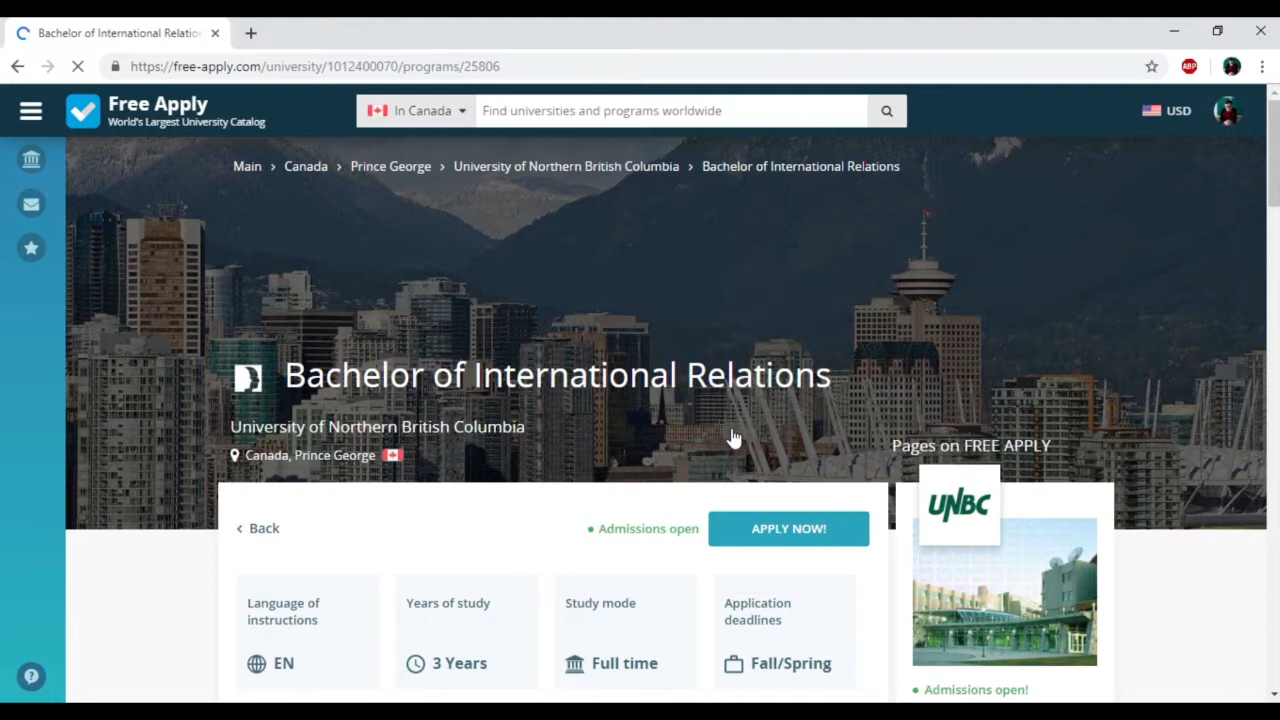 Bachelor of International Relatio
https://free-apply.com/university/1012400070/programs/25806
ABP
Free Apply
World's Largest University Catalog
In Canada
Find universities and programs worldwide
USD
Main > Canada > Prince George > University of Northern British Columbia > Bachelor of International Relations
Bachelor of International Relations
University of Northern British Columbia
Canada, Prince George
Pages on FREE APPLY
UNBC
Back
Admissions open
APPLY NOW!
Language of
instructions
EN
Years of study
3 Years
Study mode
Full time
Application
deadlines
Fall/Spring
Admissions open!